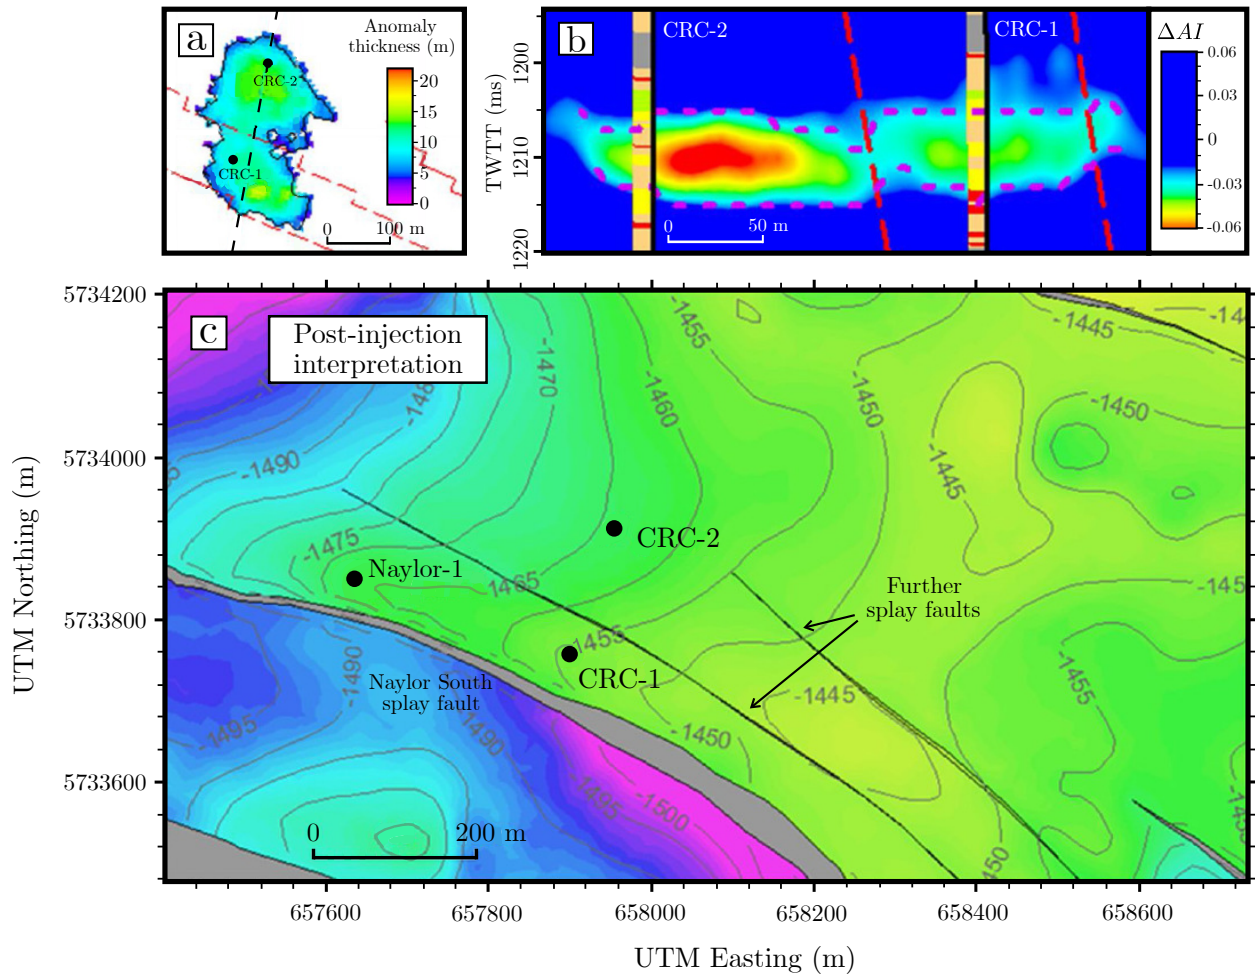 a
Anomaly
thickness (m)
20
15
10
5
0
CRC-2
CRC-1
0 100 m
b
CRC-2
CRC-1
TWTT (ms)
1200
1210
1220
0 50 m
ΔAI
0.06
0.03
0
-0.03
-0.06
c
Post-injection
interpretation
5734200
5734000
5733800
5733600
UTM Northing (m)
-1470
-1455
-1460
-1450
-1445
-1450
-1490
-1445
-1475
Naylor-1
CRC-2
1465
Further
splay faults
1455
CRC-1
-1490
Naylor South
splay fault
-1495
1490
-1450
-1445
-1455
-1495
-1500
1450
0 200 m
657600
657800
658000
658200
658400
658600
UTM Easting (m)